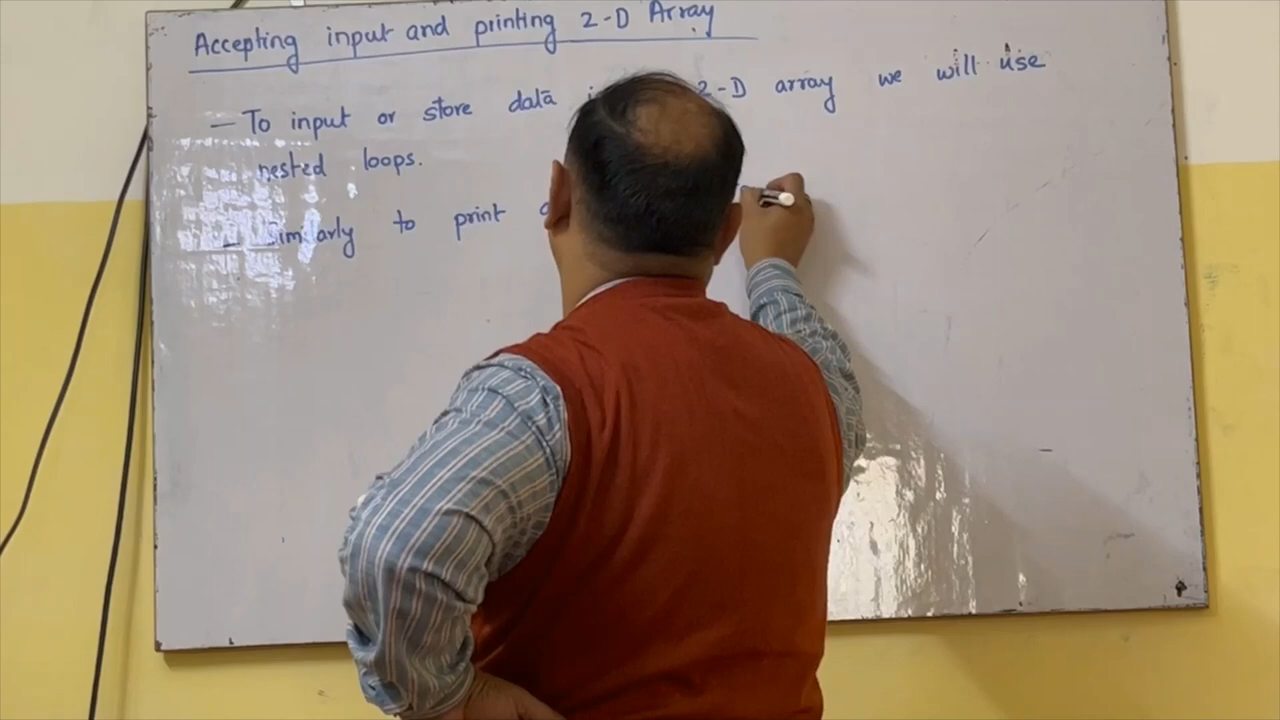 Accepting input and printing 2-D Array
— To input or store data 2-D array we will use
nested loops.
— Similarly to print